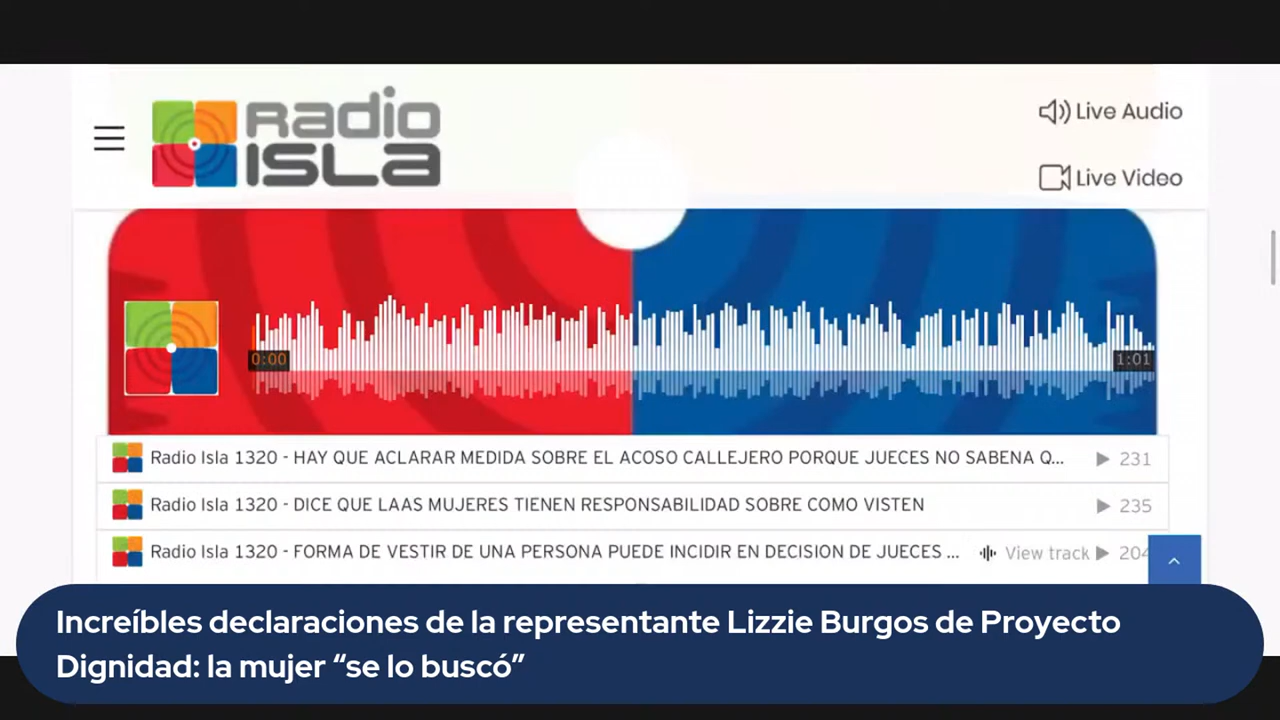 Radio
ISLa
Live Audio
Live Video
0:00
1:01
Radio Isla 1320 - HAY QUE ACLARAR MEDIDA SOBRE EL ACOSO CALLEJERO PORQUE JUECES NO SABENA Q... 231
Radio Isla 1320 - DICE QUE LAAS MUJERES TIENEN RESPONSABILIDAD SOBRE COMO VISTEN 235
Radio Isla 1320 - FORMA DE VESTIR DE UNA PERSONA PUEDE INCIDIR EN DECISION DE JUECES ... View track 204
Increíbles declaraciones de la representante Lizzie Burgos de Proyecto
Dignidad: la mujer “se lo buscó”